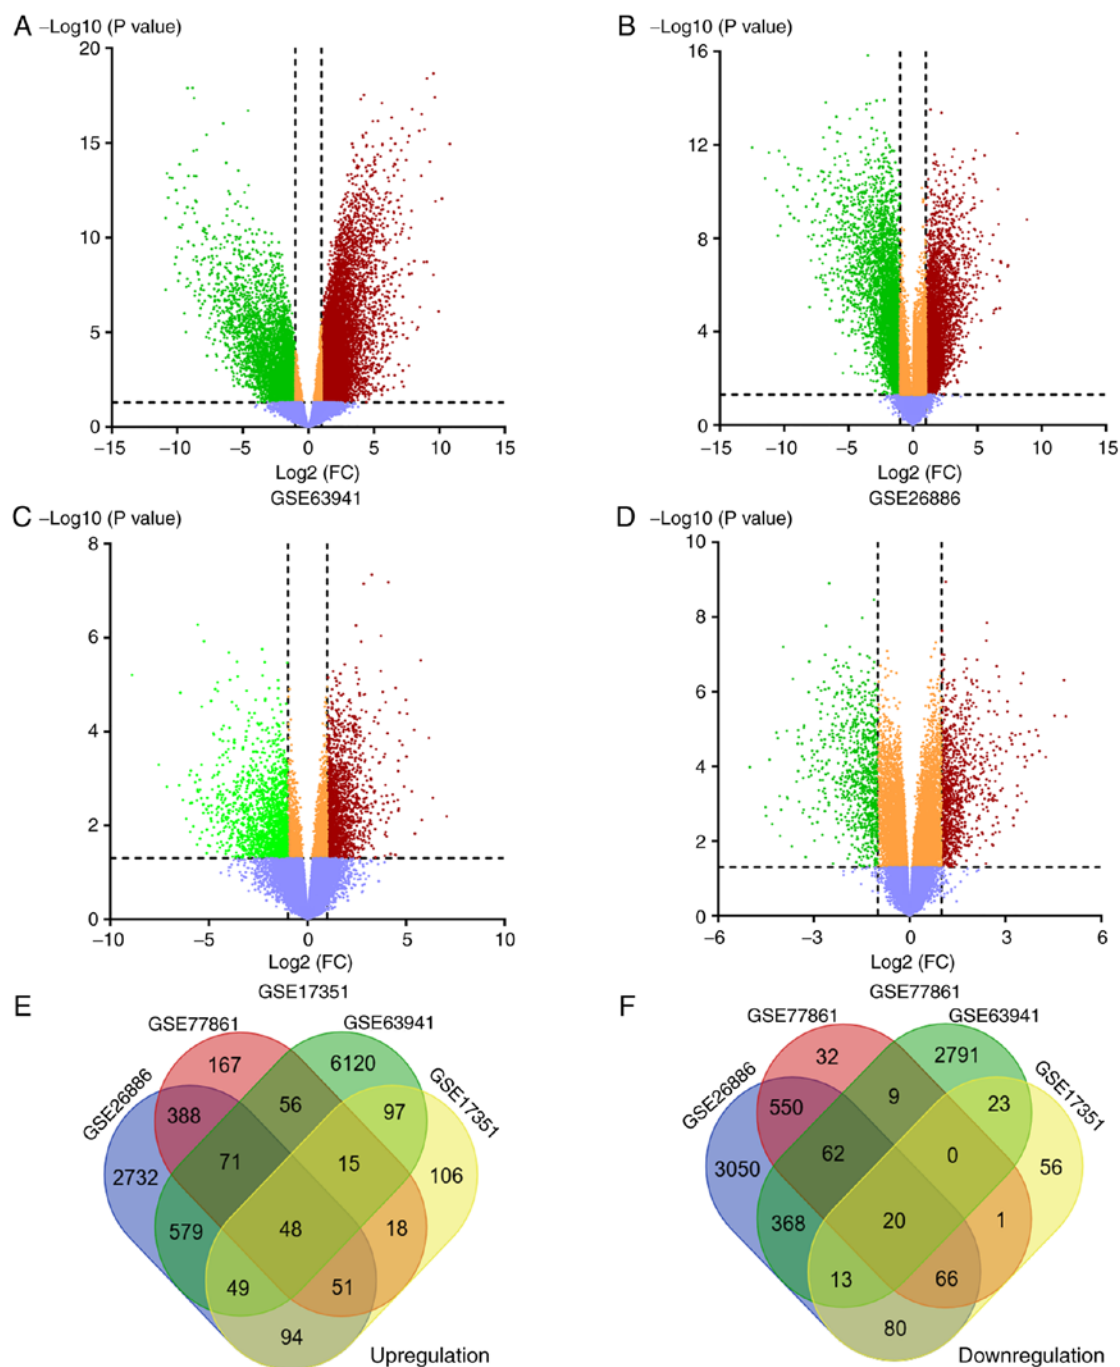 A
−Log10 (P value)
20
15
10
5
0
−15
−10
−5
0
5
10
15
Log2 (FC)
GSE63941
B
−Log10 (P value)
16
12
8
4
0
−15
−10
−5
0
5
10
15
Log2 (FC)
GSE26886
C
−Log10 (P value)
8
6
4
2
0
−10
−5
0
5
10
Log2 (FC)
GSE17351
D
−Log10 (P value)
10
8
6
4
2
0
−6
−3
0
3
6
Log2 (FC)
GSE77861
E
GSE77861
GSE63941
GSE26886
GSE17351
167
6120
388
56
97
2732
71
15
106
579
48
18
49
51
94
Upregulation
F
GSE77861
GSE63941
GSE26886
GSE17351
32
2791
550
9
23
3050
62
0
56
368
20
1
13
66
80
Downregulation